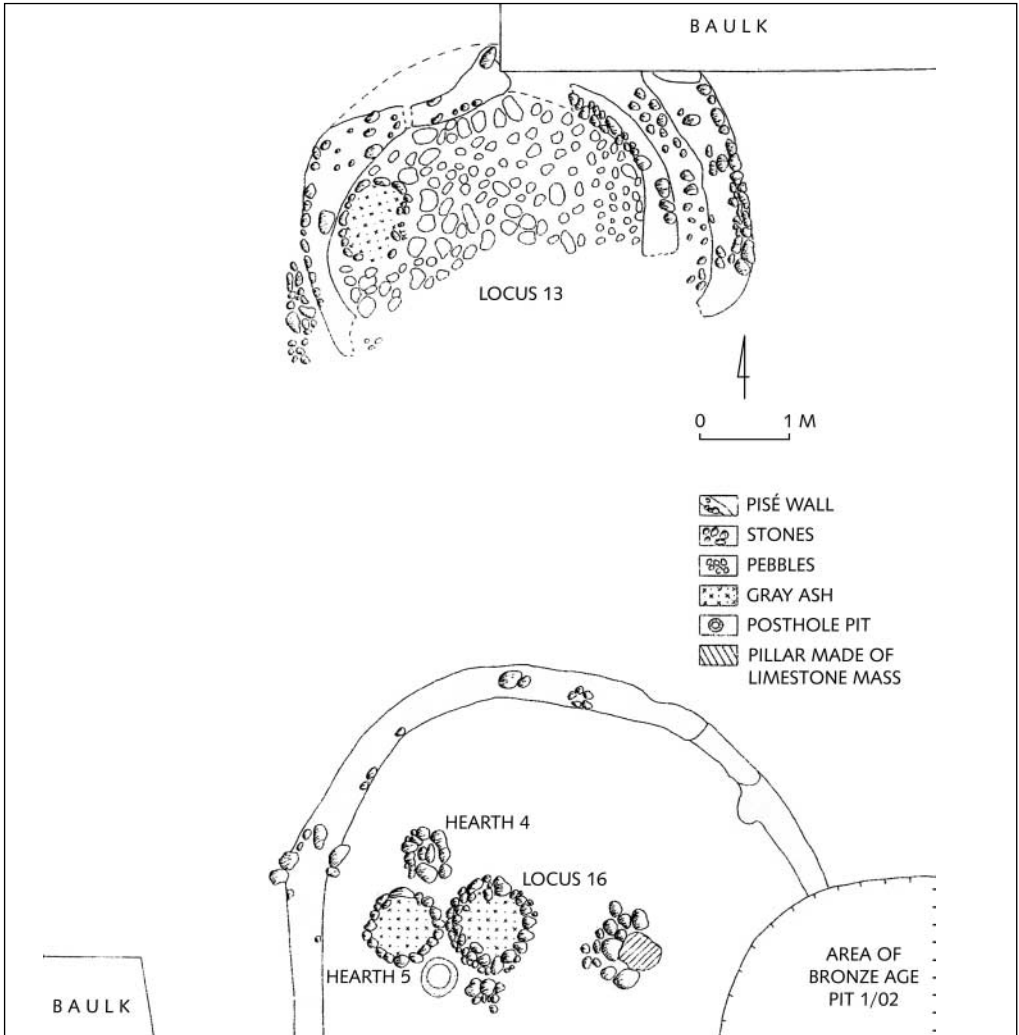 BAULK
LOCUS 13
0 1 M
PISÉ WALL
STONES
PEBBLES
GRAY ASH
POSTHOLE PIT
PILLAR MADE OF
LIMESTONE MASS
HEARTH 4
LOCUS 16
HEARTH 5
AREA OF
BRONZE AGE
PIT 1/02
BAULK